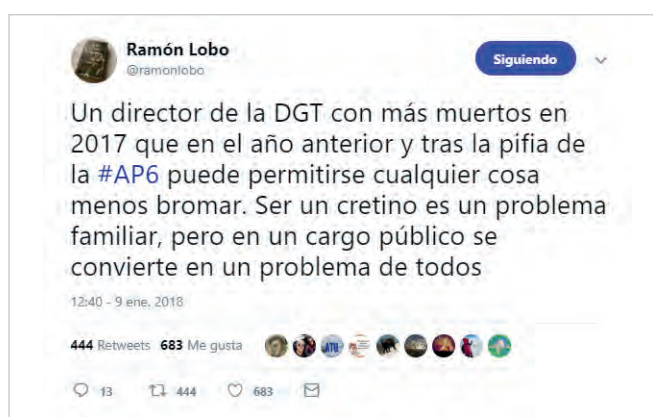 Ramón Lobo
@ramonlobo
Siguiendo
Un director de la DGT con más muertos en
2017 que en el año anterior y tras la pifia de
la #AP6 puede permitirse cualquier cosa
menos bromar. Ser un cretino es un problema
familiar, pero en un cargo público se
convierte en un problema de todos
12:40 - 9 ene. 2018
444 Retweets 683 Me gusta
13 444 683